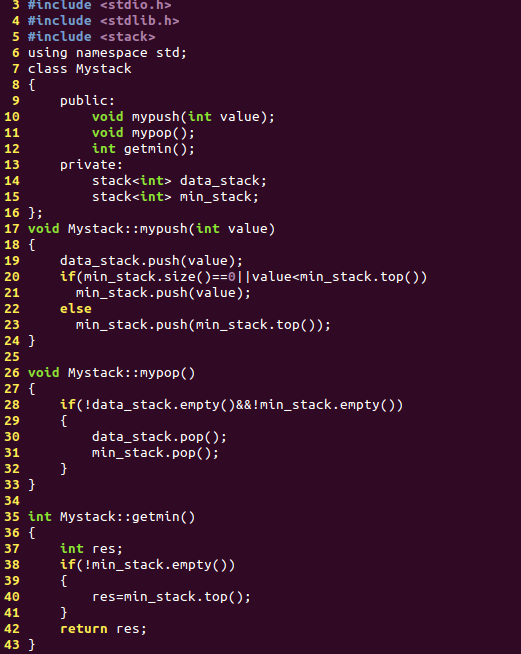 3 #include <stdio.h>
4 #include <stdlib.h>
5 #include <stack>
6 using namespace std;
7 class Mystack
8 {
9     public:
10         void mypush(int value);
11         void mypop();
12         int getmin();
13     private:
14         stack<int> data_stack;
15         stack<int> min_stack;
16 };
17 void Mystack::mypush(int value)
18 {
19     data_stack.push(value);
20     if(min_stack.size()==0||value<min_stack.top())
21       min_stack.push(value);
22     else
23       min_stack.push(min_stack.top());
24 }
25
26 void Mystack::mypop()
27 {
28     if(!data_stack.empty()&&!min_stack.empty())
29     {
30         data_stack.pop();
31         min_stack.pop();
32     }
33 }
34
35 int Mystack::getmin()
36 {
37     int res;
38     if(!min_stack.empty())
39     {
40         res=min_stack.top();
41     }
42     return res;
43 }